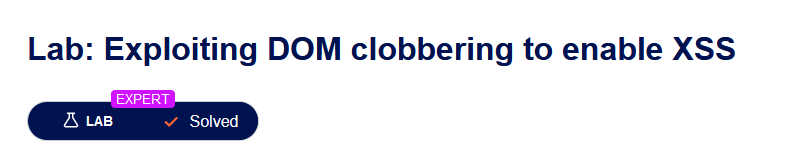 Lab: Exploiting DOM clobbering to enable XSS
EXPERT
LAB Solved